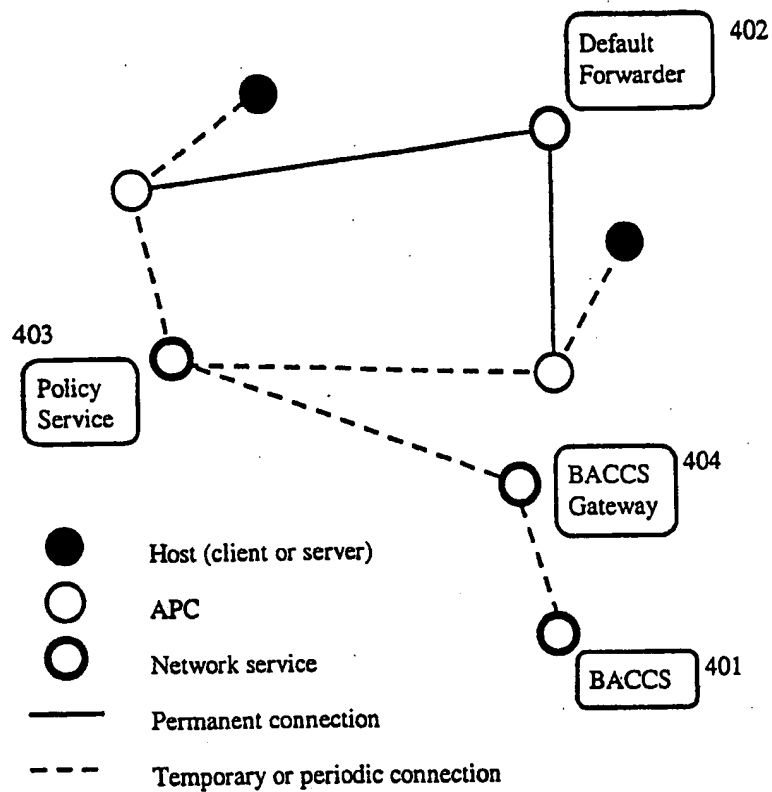 Default
Forwarder
402
403
Policy
Service
BACCS
Gateway
404
Host (client or server)
APC
Network service
BACCS
401
Permanent connection
Temporary or periodic connection